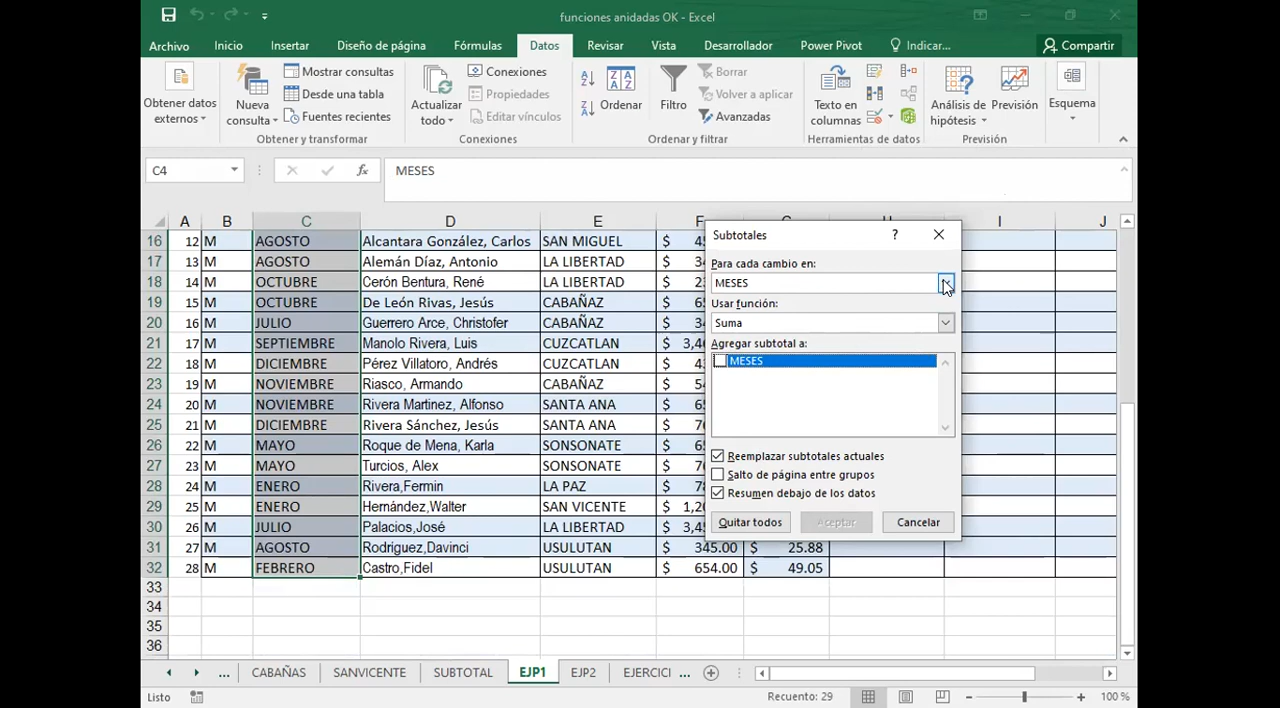 funciones anidadas OK - Excel
Archivo Inicio Insertar Diseño de página Fórmulas Datos Revisar Vista Desarrollador Power Pivot Indicar... Compartir
Obtener datos externos
Nueva consulta
Mostrar consultas
Desde una tabla
Fuentes recientes
Obtener y transformar
Actualizar todo
Conexiones
Propiedades
Editar vínculos
Conexiones
Ordenar
Filtro
Borrar
Volver a aplicar
Avanzadas
Ordenar y filtrar
Texto en columnas
Herramientas de datos
Análisis de hipótesis
Previsión
Previsión
Esquema
C4 fx MESES
A B C D E F G H I J
16 12 M AGOSTO Alcantara González, Carlos SAN MIGUEL $
17 13 M AGOSTO Alemán Díaz, Antonio LA LIBERTAD $
18 14 M OCTUBRE Cerón Bentura, René LA LIBERTAD $
19 15 M OCTUBRE De León Rivas, Jesús CABAÑAZ $
20 16 M JULIO Guerrero Arce, Christofer LA LIBERTAD $
21 17 M SEPTIEMBRE Manolo Rivera, Luis CUZCATLAN $
22 18 M DICIEMBRE Pérez Villatoro, Andrés CUZCATLAN $
23 19 M NOVIEMBRE Riasco, Armando CABAÑAZ $
24 20 M NOVIEMBRE Rivera Martinez, Alfonso SANTA ANA $
25 21 M DICIEMBRE Rivera Sánchez, Jesús SANTA ANA $
26 22 M MAYO Roque de Mena, Karla SONSONATE $
27 23 M MAYO Turcios, Alex SONSONATE $
28 24 M ENERO Rivera,Fermin LA PAZ $
29 25 M ENERO Hernández,Walter SAN VICENTE $
30 26 M JULIO Palacios,José LA LIBERTAD $
31 27 M AGOSTO Rodriguez,Davinci USULUTAN $ 345.00 $ 25.88
32 28 M FEBRERO Castro,Fidel USULUTAN $ 654.00 $ 49.05
33
34
35
36
Subtotales ?
Para cada cambio en:
MESES
Usar función:
Suma
Agregar subtotal a:
MESES
Reemplazar subtotales actuales
Salto de página entre grupos
Resumen debajo de los datos
Quitar todos Aceptar Cancelar
... CABAÑAS SANVICENTE SUBTOTAL EJP1 EJP2 EJERCICI ...
Listo Recuento: 29 100 %